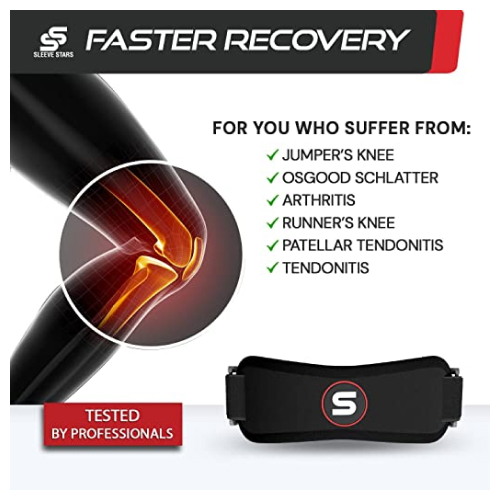 SLEEVE STARS
FASTER RECOVERY
FOR YOU WHO SUFFER FROM:
JUMPER'S KNEE
OSGOOD SCHLATTER
ARTHRITIS
RUNNER'S KNEE
PATELLAR TENDONITIS
TENDONITIS
S
TESTED
BY PROFESSIONALS